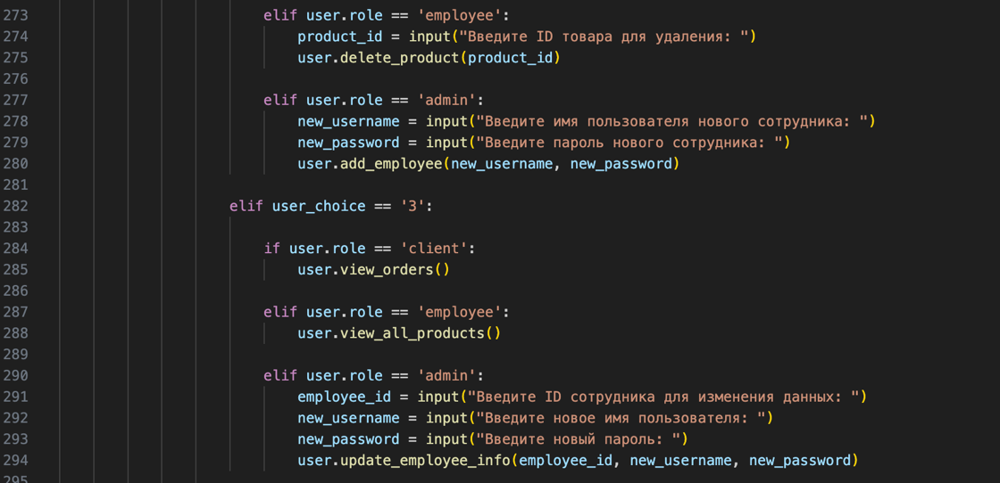 273 elif user.role == 'employee':
274 product_id = input("Введите ID товара для удаления: ")
275 user.delete_product(product_id)
276
277 elif user.role == 'admin':
278 new_username = input("Введите имя пользователя нового сотрудника: ")
279 new_password = input("Введите пароль нового сотрудника: ")
280 user.add_employee(new_username, new_password)
281
282 elif user_choice == '3':
283
284 if user.role == 'client':
285 user.view_orders()
286
287 elif user.role == 'employee':
288 user.view_all_products()
289
290 elif user.role == 'admin':
291 employee_id = input("Введите ID сотрудника для изменения данных: ")
292 new_username = input("Введите новое имя пользователя: ")
293 new_password = input("Введите новый пароль: ")
294 user.update_employee_info(employee_id, new_username, new_password)
295